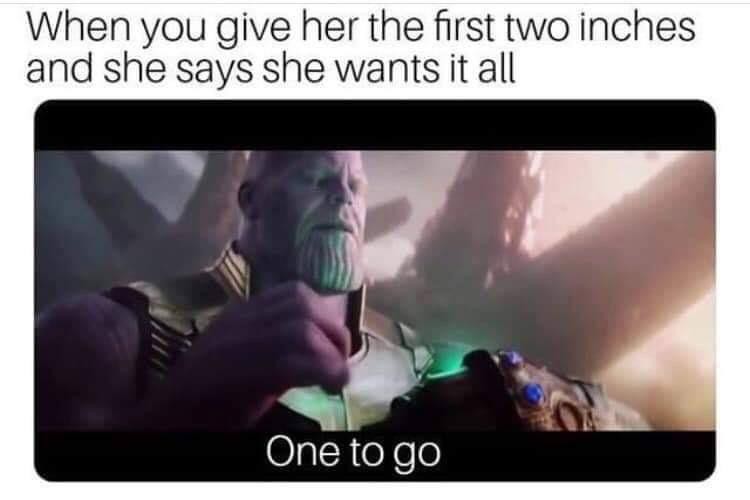 When you give her the first two inches
and she says she wants it all
One to go